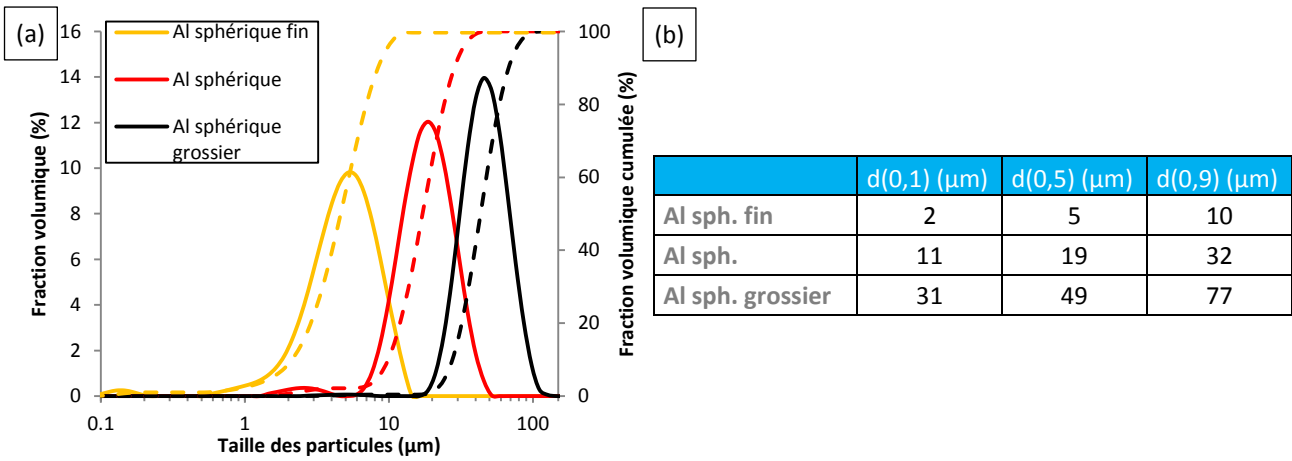 (a)
Al sphérique fin
Al sphérique
Al sphérique
grossier
Fraction volumique (%)
16
14
12
10
8
6
4
2
0
100
80
60
40
20
0
Fraction volumique cumulée (%)
0.1
1
10
100
Taille des particules (µm)
(b)
d(0,1) (µm) d(0,5) (µm) d(0,9) (µm)
Al sph. fin 2 5 10
Al sph. 11 19 32
Al sph. grossier 31 49 77